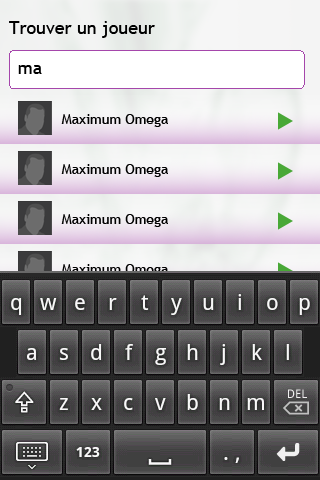 Trouver un joueur
ma
Maximum Omega
Maximum Omega
Maximum Omega
Maximum Omega
q w e r t y u i o p
a s d f g h j k l
z x c v b n m DEL
123 . ,